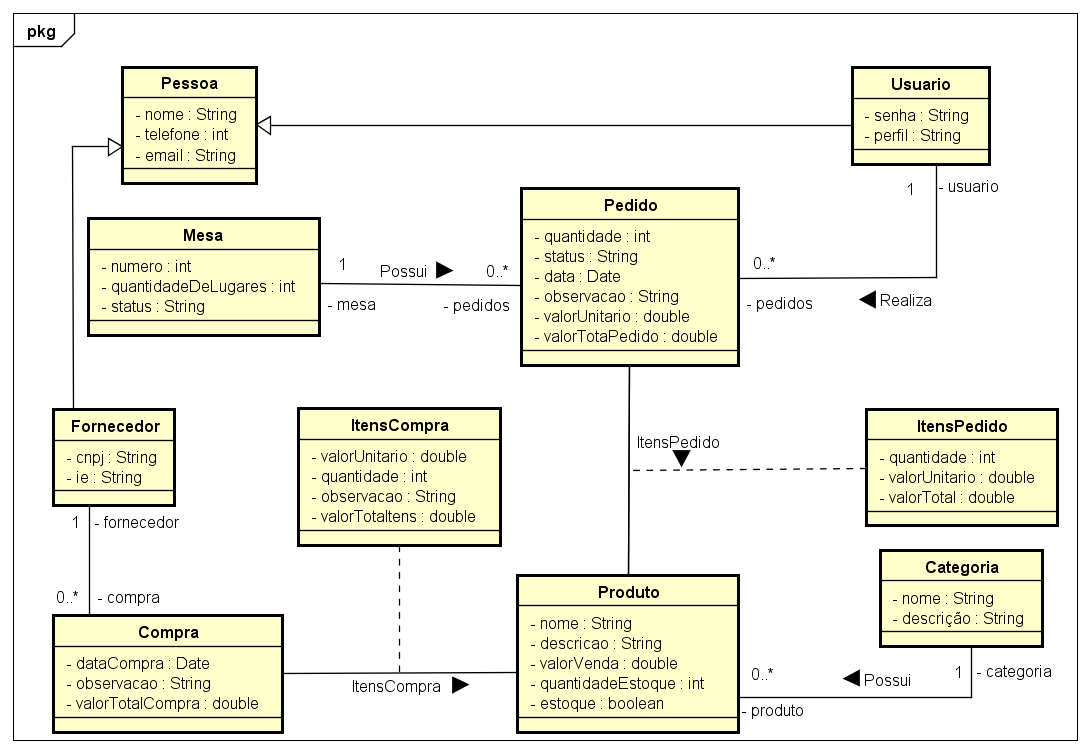 pkg
Pessoa
- nome : String
- telefone : int
- email : String
Usuario
- senha : String
- perfil : String
1
- usuario
Mesa
- numero : int
- quantidadeDeLugares : int
- status : String
1
Possui
0..*
- mesa
- pedidos
Pedido
- quantidade : int
- status : String
- data : Date
- observacao : String
- valorUnitario : double
- valorTotaPedido : double
0..*
- pedidos
Realiza
Fornecedor
- cnpj : String
- ie : String
1
- fornecedor
0..*
- compra
ItensCompra
- valorUnitario : double
- quantidade : int
- observacao : String
- valorTotaItens : double
ItensPedido
ItensPedido
- quantidade : int
- valorUnitario : double
- valorTotal : double
Categoria
- nome : String
- descrição : String
1
- categoria
Compra
- dataCompra : Date
- observacao : String
- valorTotalCompra : double
ItensCompra
Produto
- nome : String
- descricao : String
- valorVenda : double
- quantidadeEstoque : int
- estoque : boolean
0..*
Possui
- produto